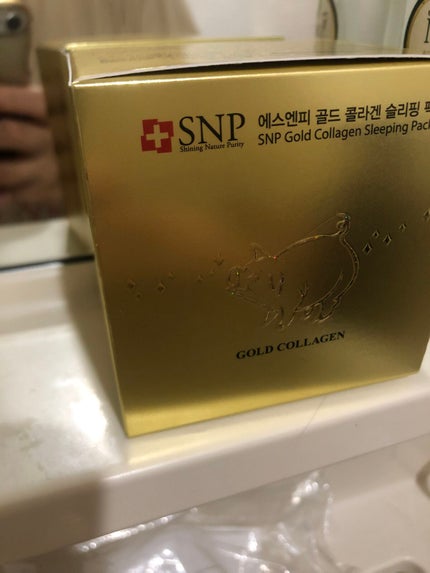 SNP
Shining Nature Purity
에스엔피 골드 콜라겐 슬리핑
SNP Gold Collagen Sleeping Pack
GOLD COLLAGEN